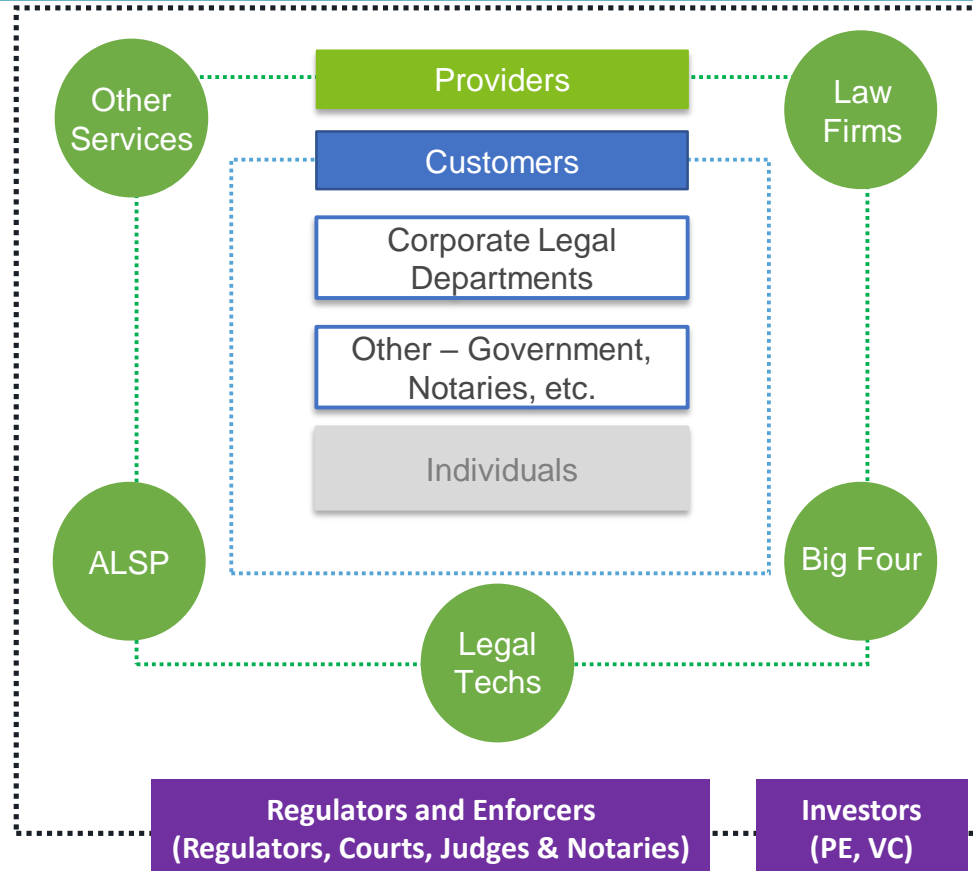 Providers
Other
Services
Law
Firms
Customers
Corporate Legal
Departments
Other – Government,
Notaries, etc.
Individuals
ALSP
Big Four
Legal
Techs
Regulators and Enforcers
(Regulators, Courts, Judges & Notaries)
Investors
(PE, VC)